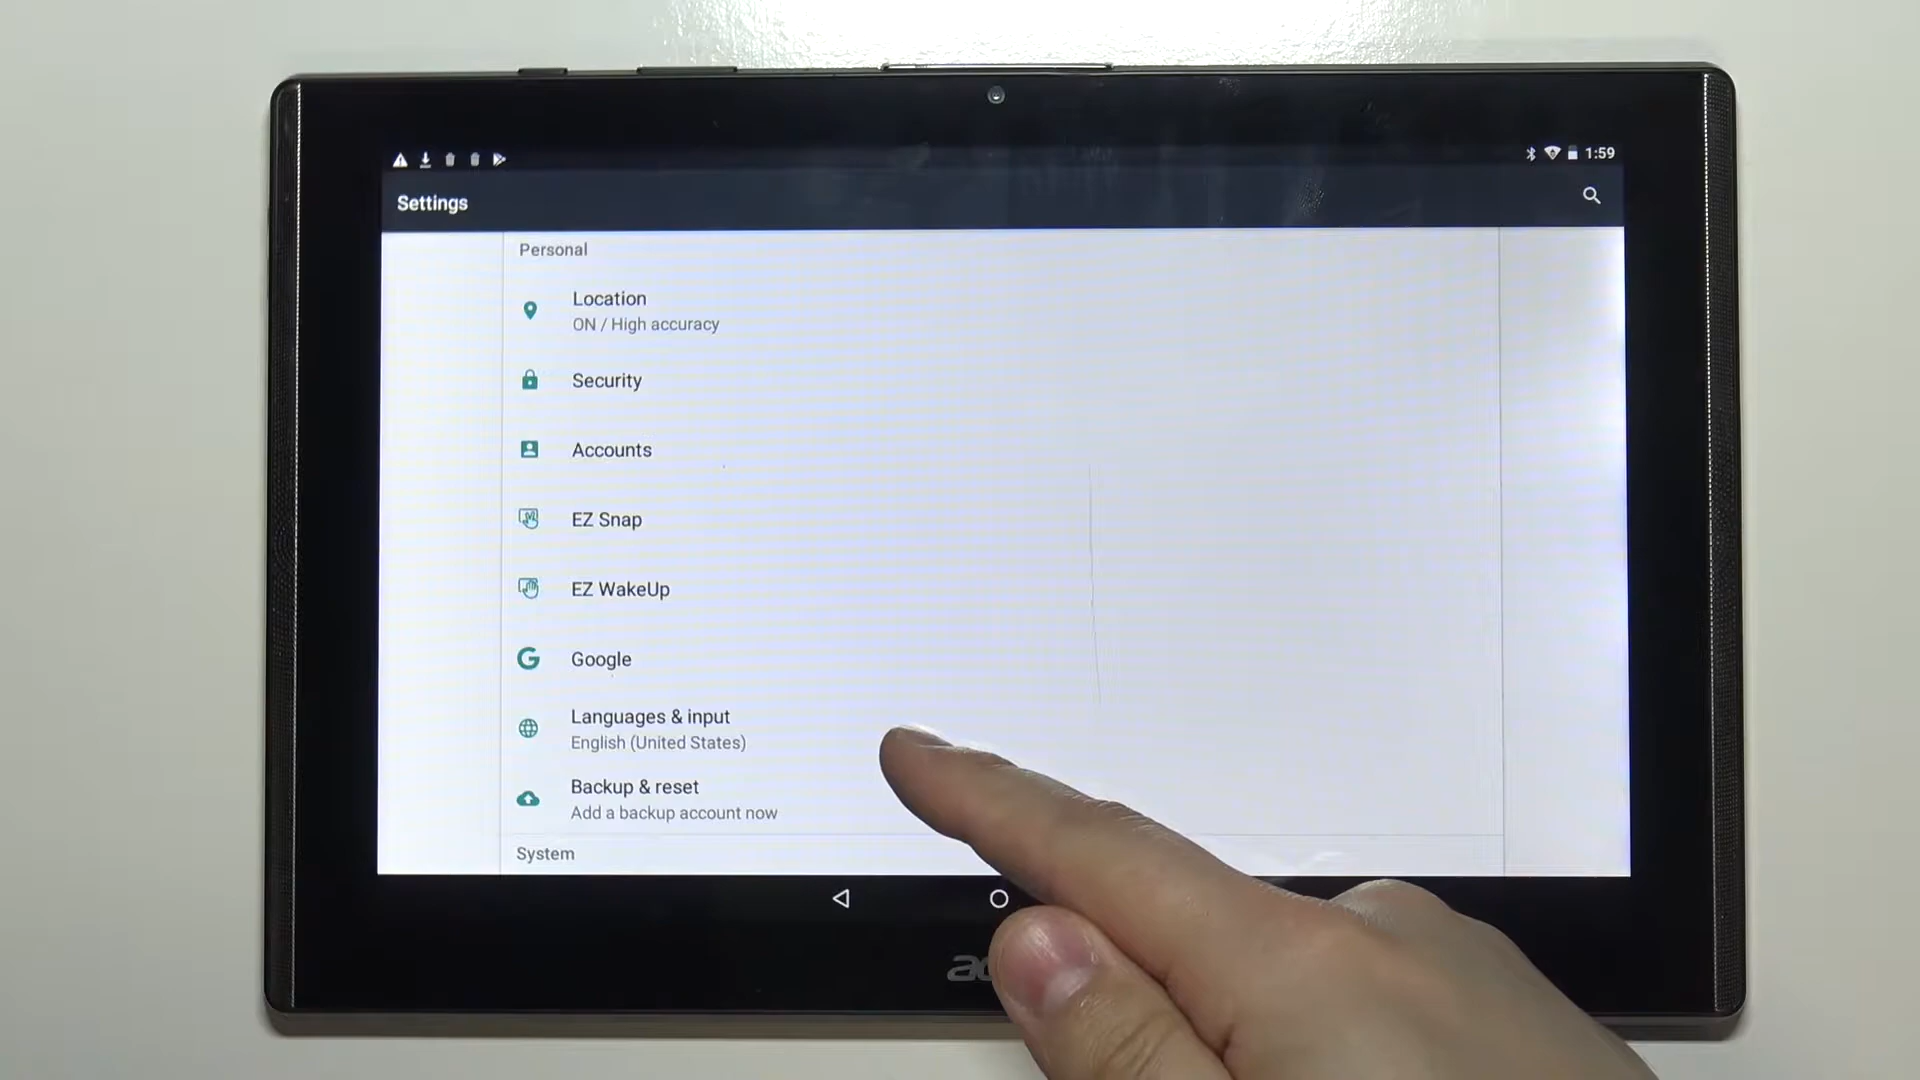 1:59
Settings
Personal
Location
ON / High accuracy
Security
Accounts
EZ Snap
EZ WakeUp
Google
Languages & input
English (United States)
Backup & reset
Add a backup account now
System